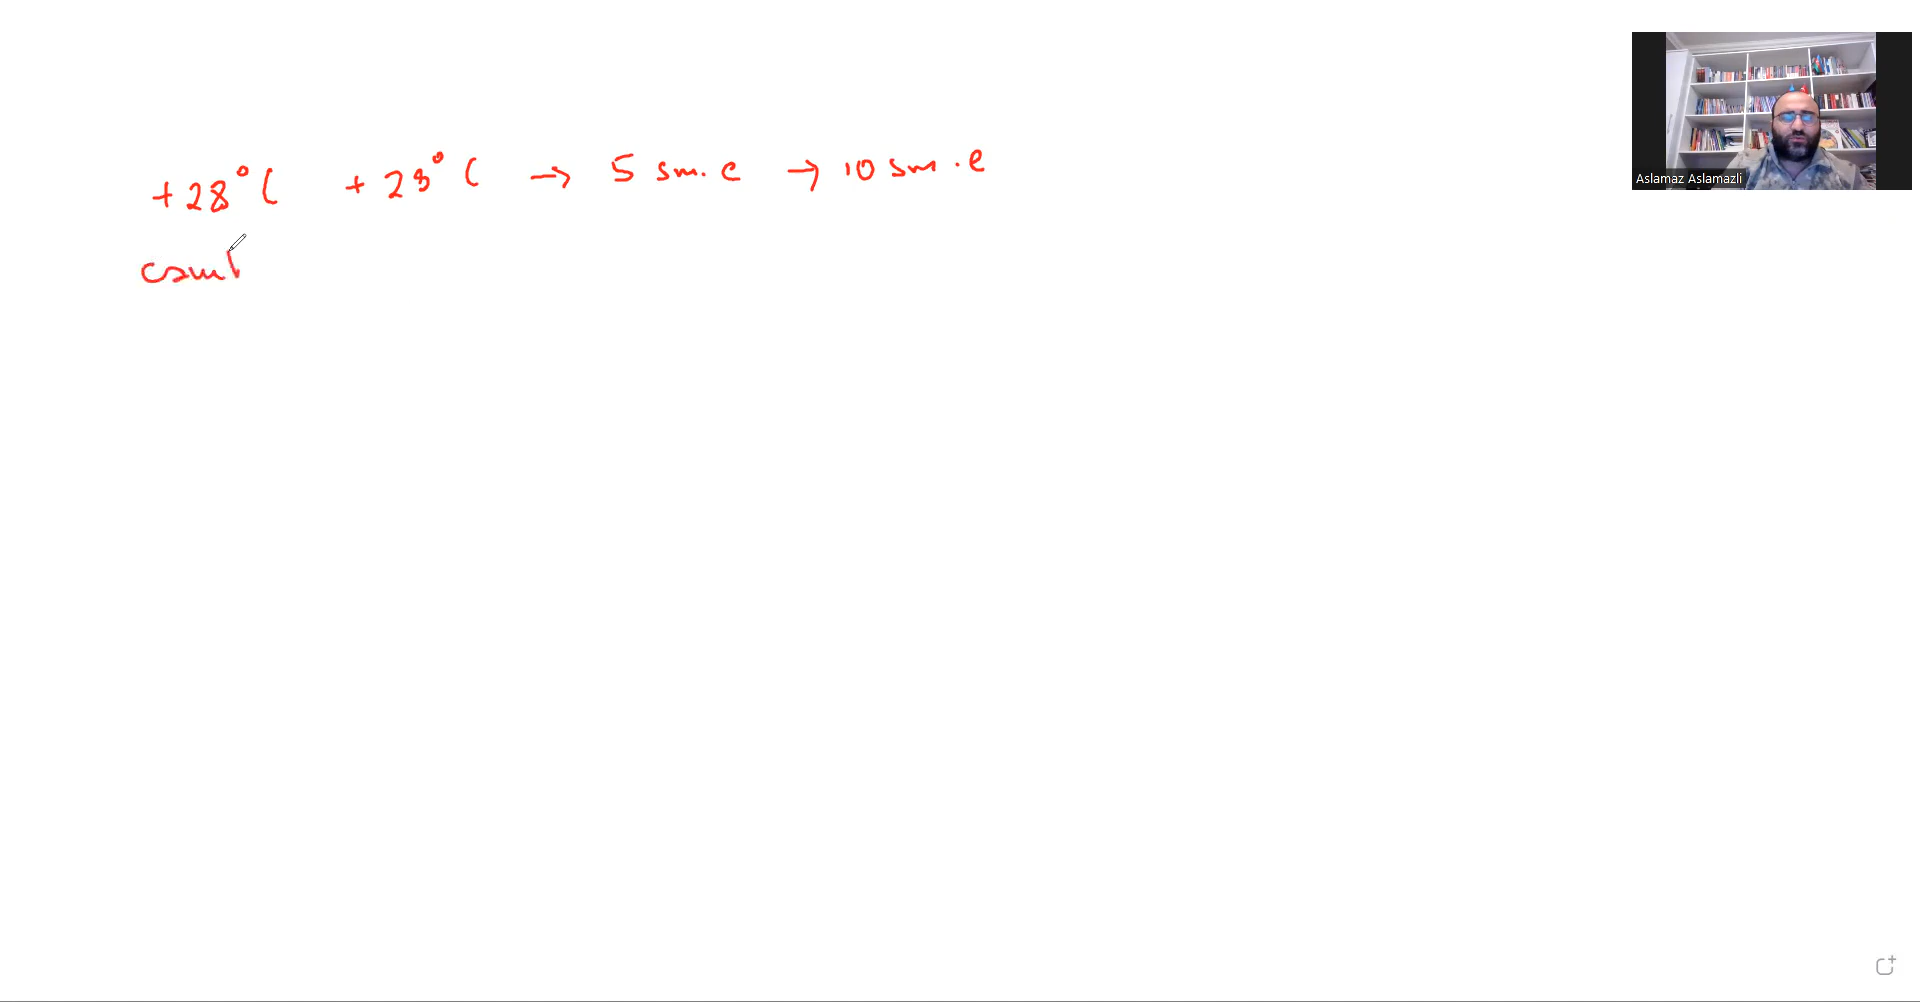 +28°C +23°C → 5 sm.e → 10 sm.e
Aslamaz Aslamazli